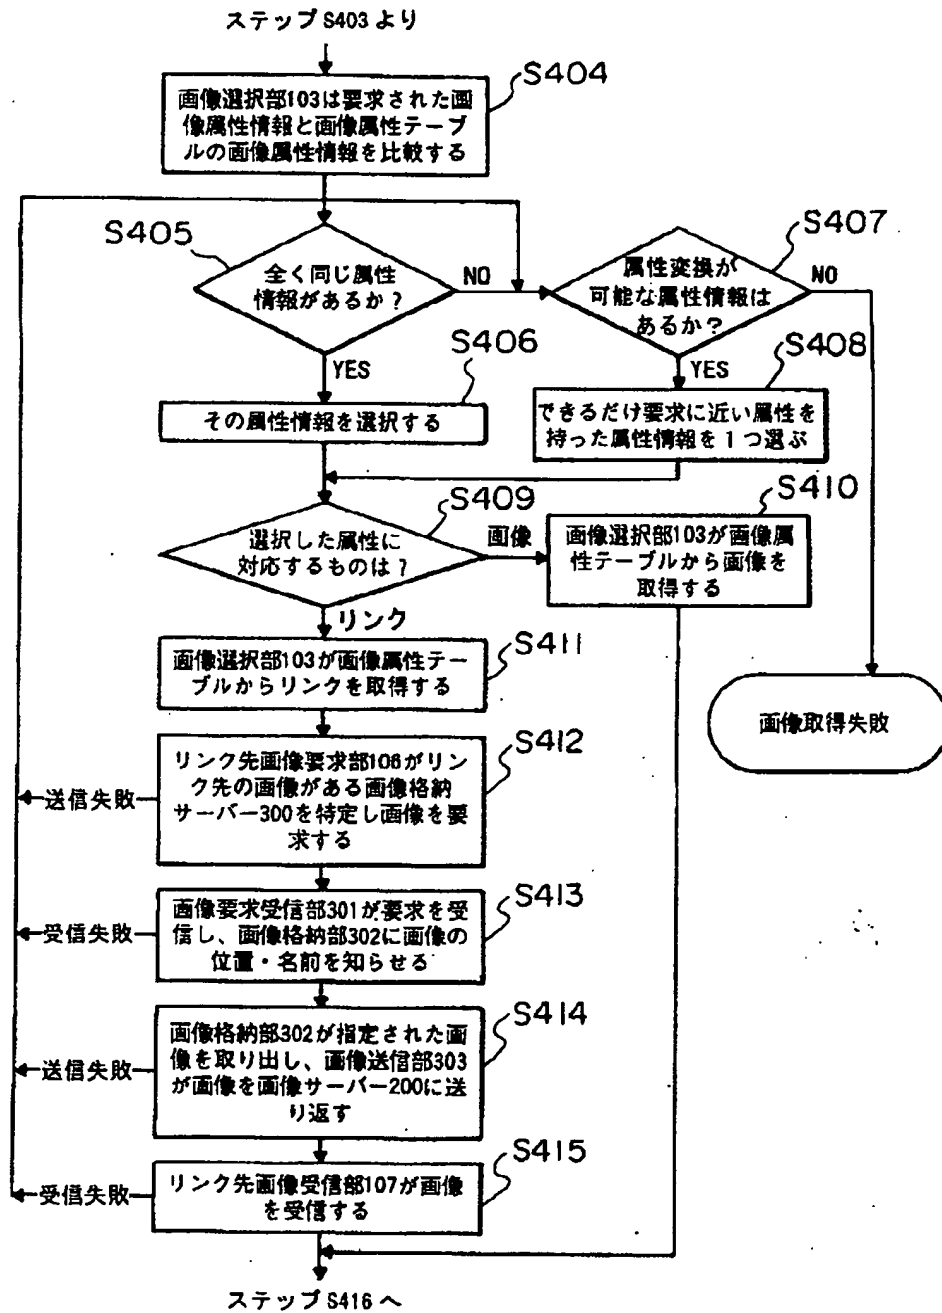 ステップS403より
S404
画像選択部103は要求された画
像属性情報と画像属性テーブ
ルの画像属性情報を比較する
S405
全く同じ属性
情報があるか?
NO
YES
S407
属性変換が
可能な属性情報は
あるか?
NO
YES
S406
その属性情報を選択する
S408
できるだけ要求に近い属性を
持った属性情報を1つ選ぶ
S409
選択した属性に
対応するものは?
画像
リンク
S410
画像選択部103が画像属
性テーブルから画像を
取得する
S411
画像選択部103が画像属性テー
ブルからリンクを取得する
画像取得失敗
S412
リンク先画像要求部106がリン
ク先の画像がある画像格納
サーバー300を特定し画像を要
求する
送信失敗
S413
画像要求受信部301が要求を受
信し、画像格納部302に画像の
位置・名前を知らせる
受信失敗
S414
画像格納部302が指定された画
像を取り出し、画像送信部303
が画像を画像サーバー200に送
り返す
送信失敗
S415
リンク先画像受信部107が画像
を受信する
受信失敗
ステップS416へ